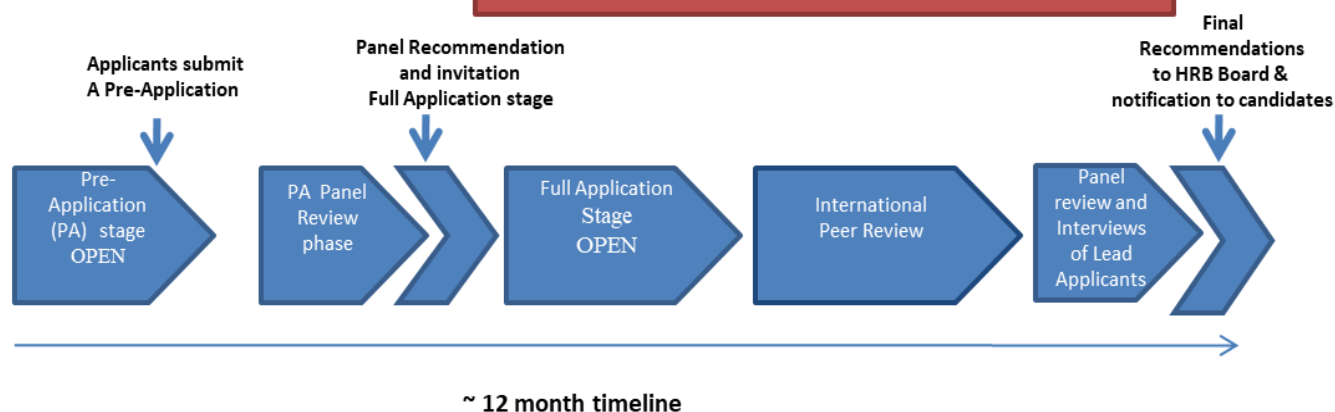 Applicants submit
A Pre-Application
Panel Recommendation
and invitation
Full Application stage
Final
Recommendations
to HRB Board &
notification to candidates
Pre-
Application
(PA) stage
OPEN
PA Panel
Review
phase
Full Application
Stage
OPEN
International
Peer Review
Panel
review and
Interviews
of Lead
Applicants
~ 12 month timeline